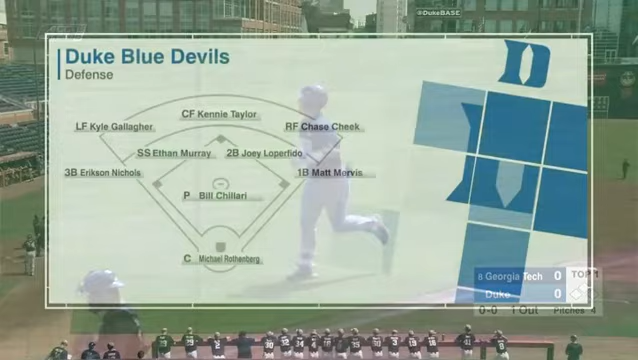 @DukeBASE
Duke Blue Devils
Defense
D
CF Kennie Taylor
LF Kyle Gallagher
RF Chase Cheek
SS Ethan Murray
2B Joey Loperfido
3B Erikson Nichols
1B Matt Mervis
P Bill Chillari
C Michael Rothenberg
8 Georgia Tech 0 TOP 1
Duke 0
0-0 1 Out Pitches 4